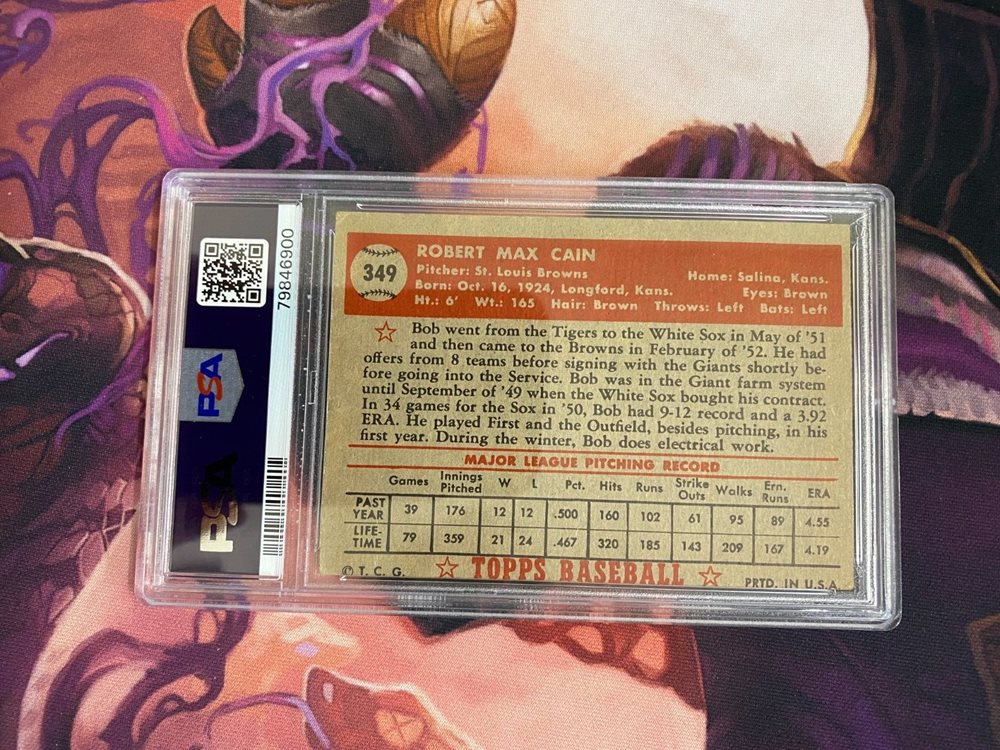 79846900
PSA
PSA
349
ROBERT MAX CAIN
Pitcher: St. Louis Browns Home: Salina, Kans.
Born: Oct. 16, 1924, Longford, Kans. Eyes: Brown
Ht.: 6' Wt.: 165 Hair: Brown Throws: Left Bats: Left
Bob went from the Tigers to the White Sox in May of '51
and then came to the Browns in February of '52. He had
offers from 8 teams before signing with the Giants shortly be-
fore going into the Service. Bob was in the Giant farm system
until September of '49 when the White Sox bought his contract.
In 34 games for the Sox in '50, Bob had 9-12 record and a 3.92
ERA. He played First and the Outfield, besides pitching, in his
first year. During the winter, Bob does electrical work.
MAJOR LEAGUE PITCHING RECORD
Games Innings Pitched W L Pct. Hits Runs Strike Outs Walks Ern. Runs ERA
PAST YEAR 39 176 12 12 .500 160 102 61 95 89 4.55
LIFE-TIME 79 359 21 24 .467 320 185 143 209 167 4.19
© T. C. G. TOPPS BASEBALL PRTD. IN U.S.A.